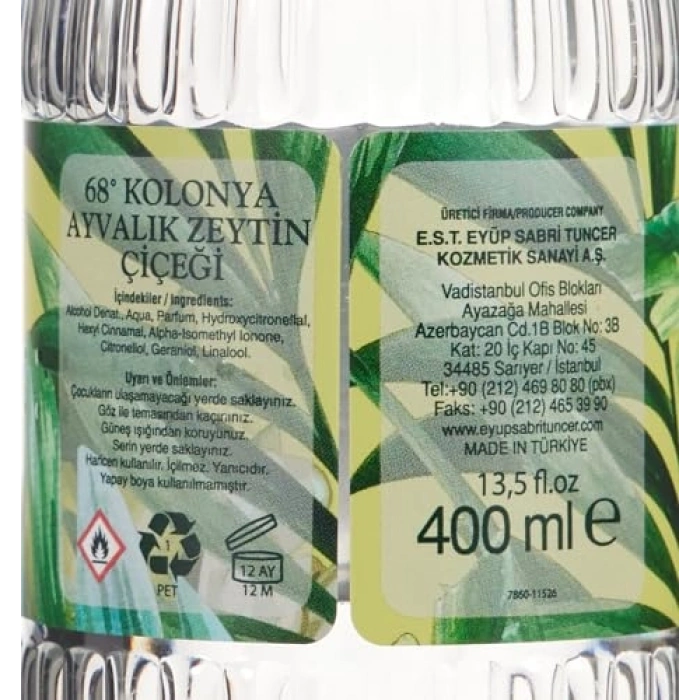 68° KOLONYA
AYVALIK ZEYTİN
ÇİÇEĞİ
İçindekiler / Ingredients:
Alcohol Denat., Aqua, Parfum, Hydroxycitronellal,
Hexyl Cinnamal, Alpha-Isomethyl Ionone,
Citronellol, Geraniol, Linalool.
Uyarı ve Önlemler:
Çocukların ulaşamayacağı yerde saklayınız.
Göz ile temasından kaçınınız.
Güneş ışığından koruyunuz.
Serin yerde saklayınız.
Haricen kullanılır. İçilmez. Yanıcıdır.
Yapay boya kullanılmamıştır.
1
PET
12 AY
12 M
ÜRETİCİ FİRMA/PRODUCER COMPANY
E.S.T. EYÜP SABRİ TUNCER
KOZMETİK SANAYİ A.Ş.
Vadistanbul Ofis Blokları
Ayazağa Mahallesi
Azerbaycan Cd.1B Blok No: 3B
Kat: 20 İç Kapı No: 45
34485 Sarıyer / İstanbul
Tel:+90 (212) 469 80 80 (pbx)
Faks: +90 (212) 465 39 90
www.eyupsabrituncer.com
MADE IN TÜRKİYE
13,5 fl.oz
400 ml e
7860-11526